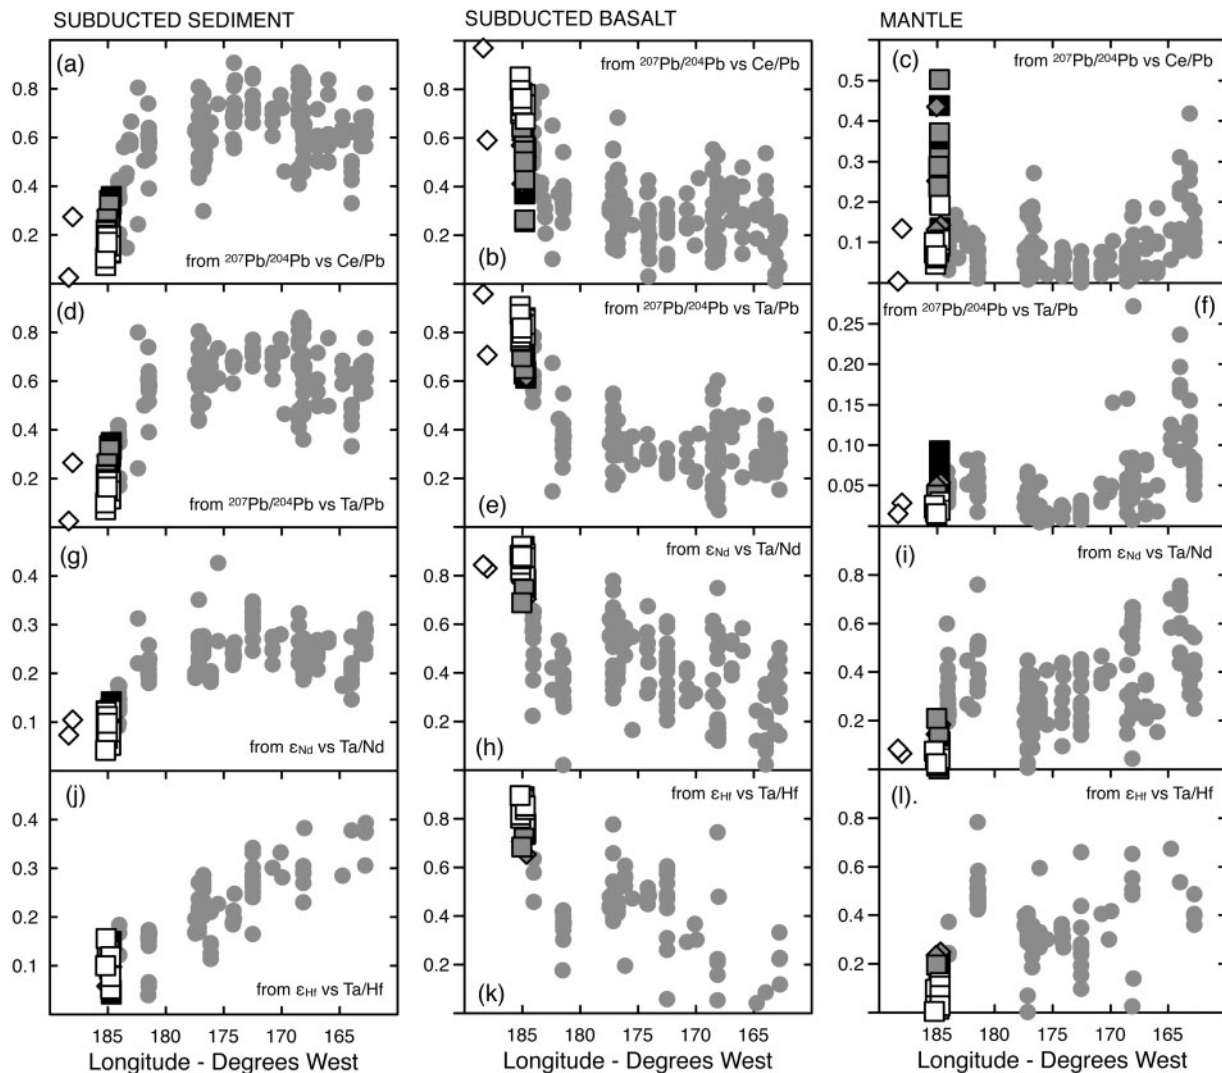 SUBDUCTED SEDIMENT
SUBDUCTED BASALT
MANTLE
(a)
0.8
0.6
0.4
0.2
from ²⁰⁷Pb/²⁰⁴Pb vs Ce/Pb
from ²⁰⁷Pb/²⁰⁴Pb vs Ce/Pb
0.8
0.6
0.4
0.2
(b)
(c)
from ²⁰⁷Pb/²⁰⁴Pb vs Ce/Pb
0.5
0.4
0.3
0.2
0.1
(d)
0.8
0.6
0.4
0.2
from ²⁰⁷Pb/²⁰⁴Pb vs Ta/Pb
from ²⁰⁷Pb/²⁰⁴Pb vs Ta/Pb
0.8
0.6
0.4
0.2
(e)
from ²⁰⁷Pb/²⁰⁴Pb vs Ta/Pb
(f)
0.25
0.20
0.15
0.10
0.05
(g)
0.4
0.3
0.2
0.1
from εNd vs Ta/Nd
from εNd vs Ta/Nd
0.8
0.6
0.4
0.2
(h)
from εNd vs Ta/Nd
(i)
0.8
0.6
0.4
0.2
(j)
0.4
0.3
0.2
0.1
from εHf vs Ta/Hf
from εHf vs Ta/Hf
0.8
0.6
0.4
0.2
(k)
(l).
from εHf vs Ta/Hf
0.8
0.6
0.4
0.2
185 180 175 170 165
185 180 175 170 165
185 180 175 170 165
Longitude - Degrees West
Longitude - Degrees West
Longitude - Degrees West